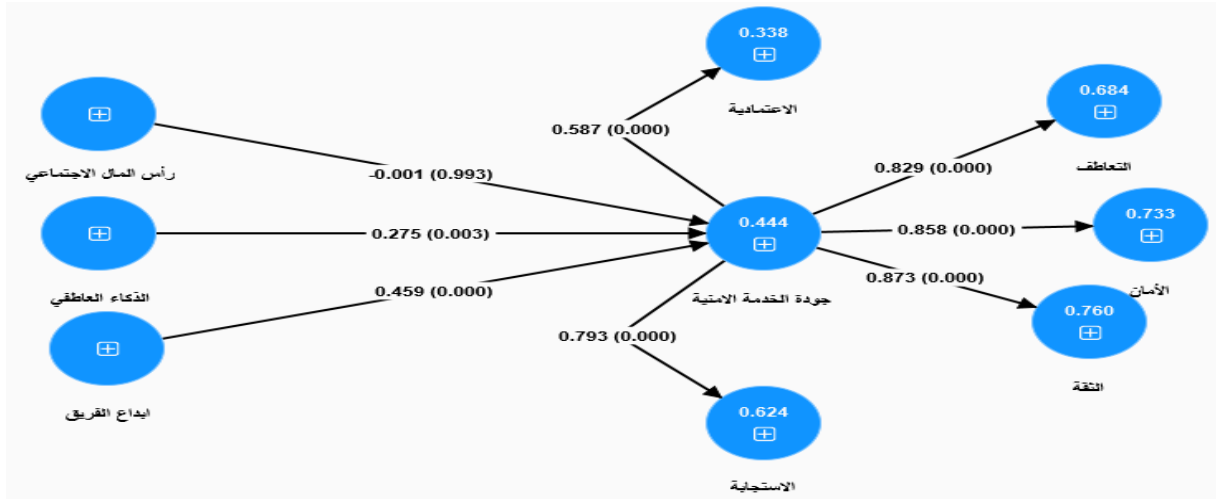 0.338
الاعتمادية
0.684
التعاطف
0.587 (0.000)
0.829 (0.000)
رأس المال الاجتماعي
-0.001 (0.993)
0.444
0.733
0.275 (0.003)
0.858 (0.000)
الذكاء العاطفي
0.459 (0.000)
جودة الخدمة الامنية
0.873 (0.000)
الأمان
0.760
0.793 (0.000)
الثقة
ابداع الفريق
0.624
الاستجابة